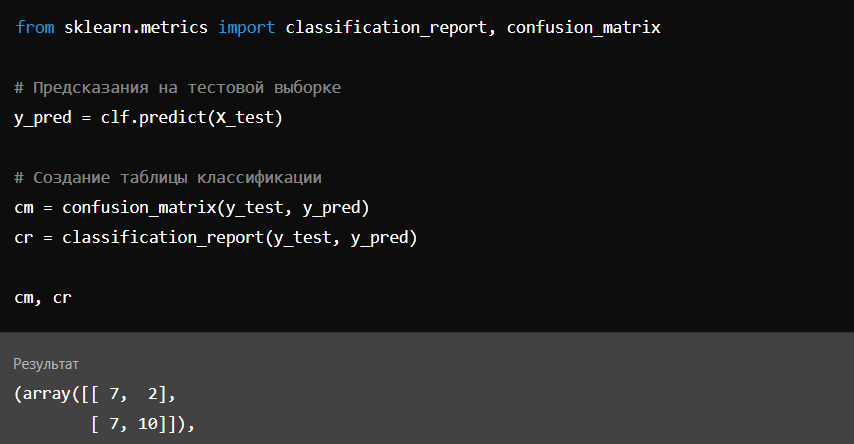 from sklearn.metrics import classification_report, confusion_matrix
# Предсказания на тестовой выборке
y_pred = clf.predict(X_test)
# Создание таблицы классификации
cm = confusion_matrix(y_test, y_pred)
cr = classification_report(y_test, y_pred)
cm, cr
Результат
(array([[ 7,  2],
        [ 7, 10]]),